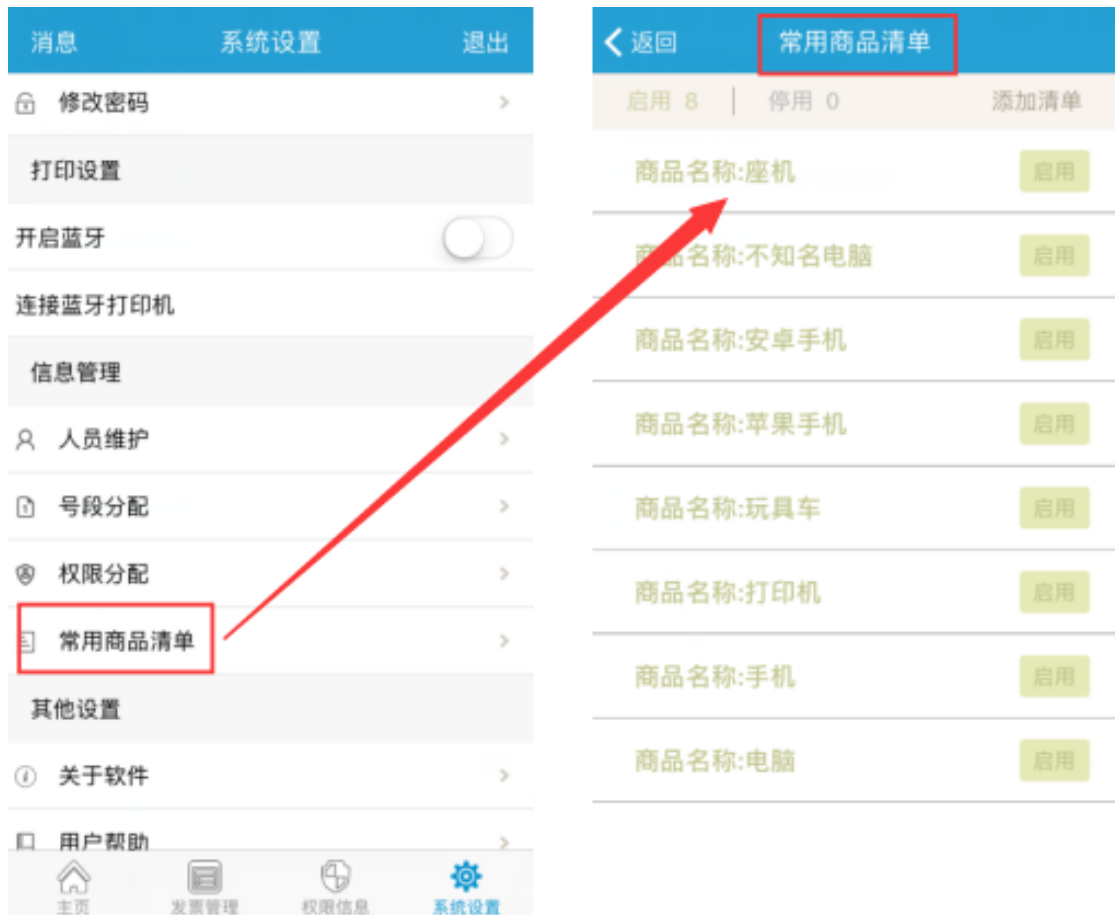 消息 系统设置 退出
修改密码
打印设置
开启蓝牙
连接蓝牙打印机
信息管理
人员维护
号段分配
权限分配
常用商品清单
其他设置
关于软件
用户帮助
主页 发票管理 权限信息 系统设置
返回 常用商品清单
启用 8 停用 0 添加清单
商品名称:座机 启用
商品名称:不知名电脑 启用
商品名称:安卓手机 启用
商品名称:苹果手机 启用
商品名称:玩具车 启用
商品名称:打印机 启用
商品名称:手机 启用
商品名称:电脑 启用